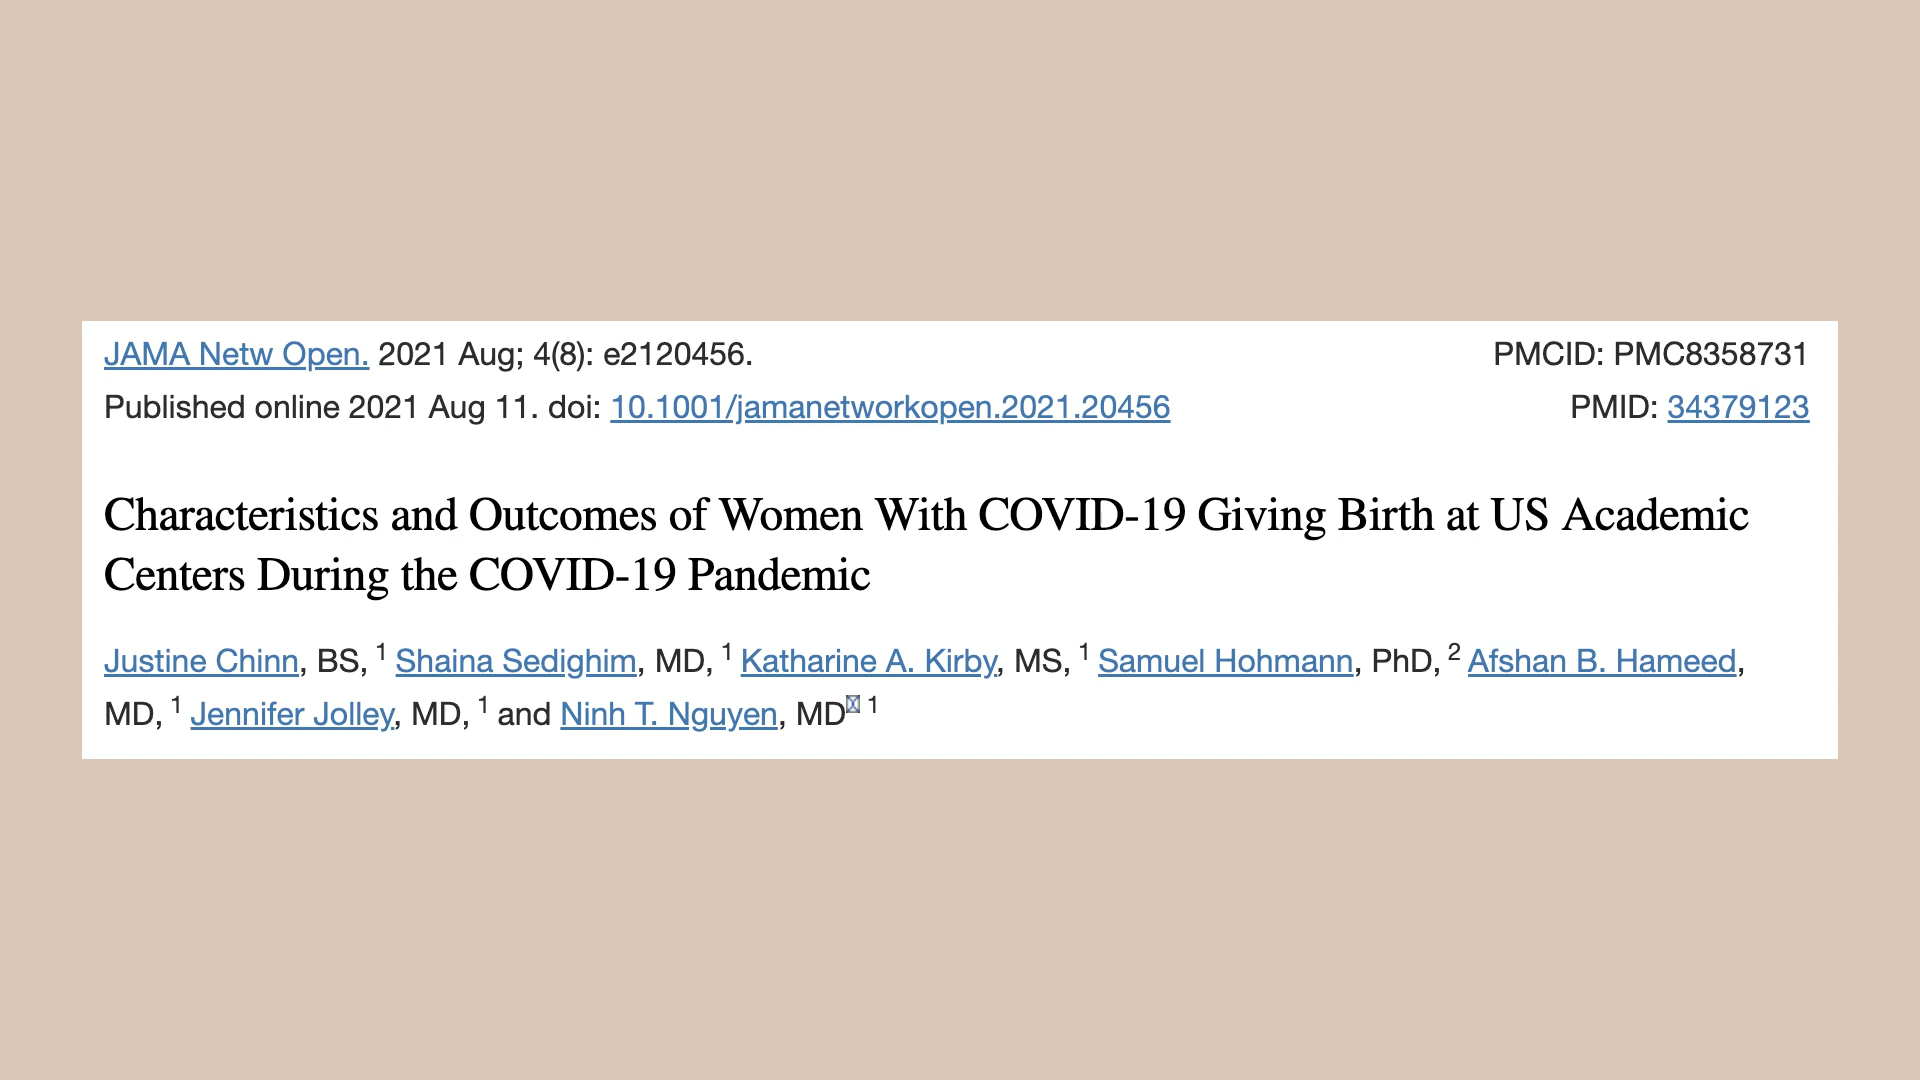 JAMA Netw Open. 2021 Aug; 4(8): e2120456.
PMCID: PMC8358731
Published online 2021 Aug 11. doi: 10.1001/jamanetworkopen.2021.20456
PMID: 34379123
Characteristics and Outcomes of Women With COVID-19 Giving Birth at US Academic
Centers During the COVID-19 Pandemic
Justine Chinn, BS, 1 Shaina Sedighim, MD, 1 Katharine A. Kirby, MS, 1 Samuel Hohmann, PhD, 2 Afshan B. Hameed,
MD, 1 Jennifer Jolley, MD, 1 and Ninh T. Nguyen, MD 1